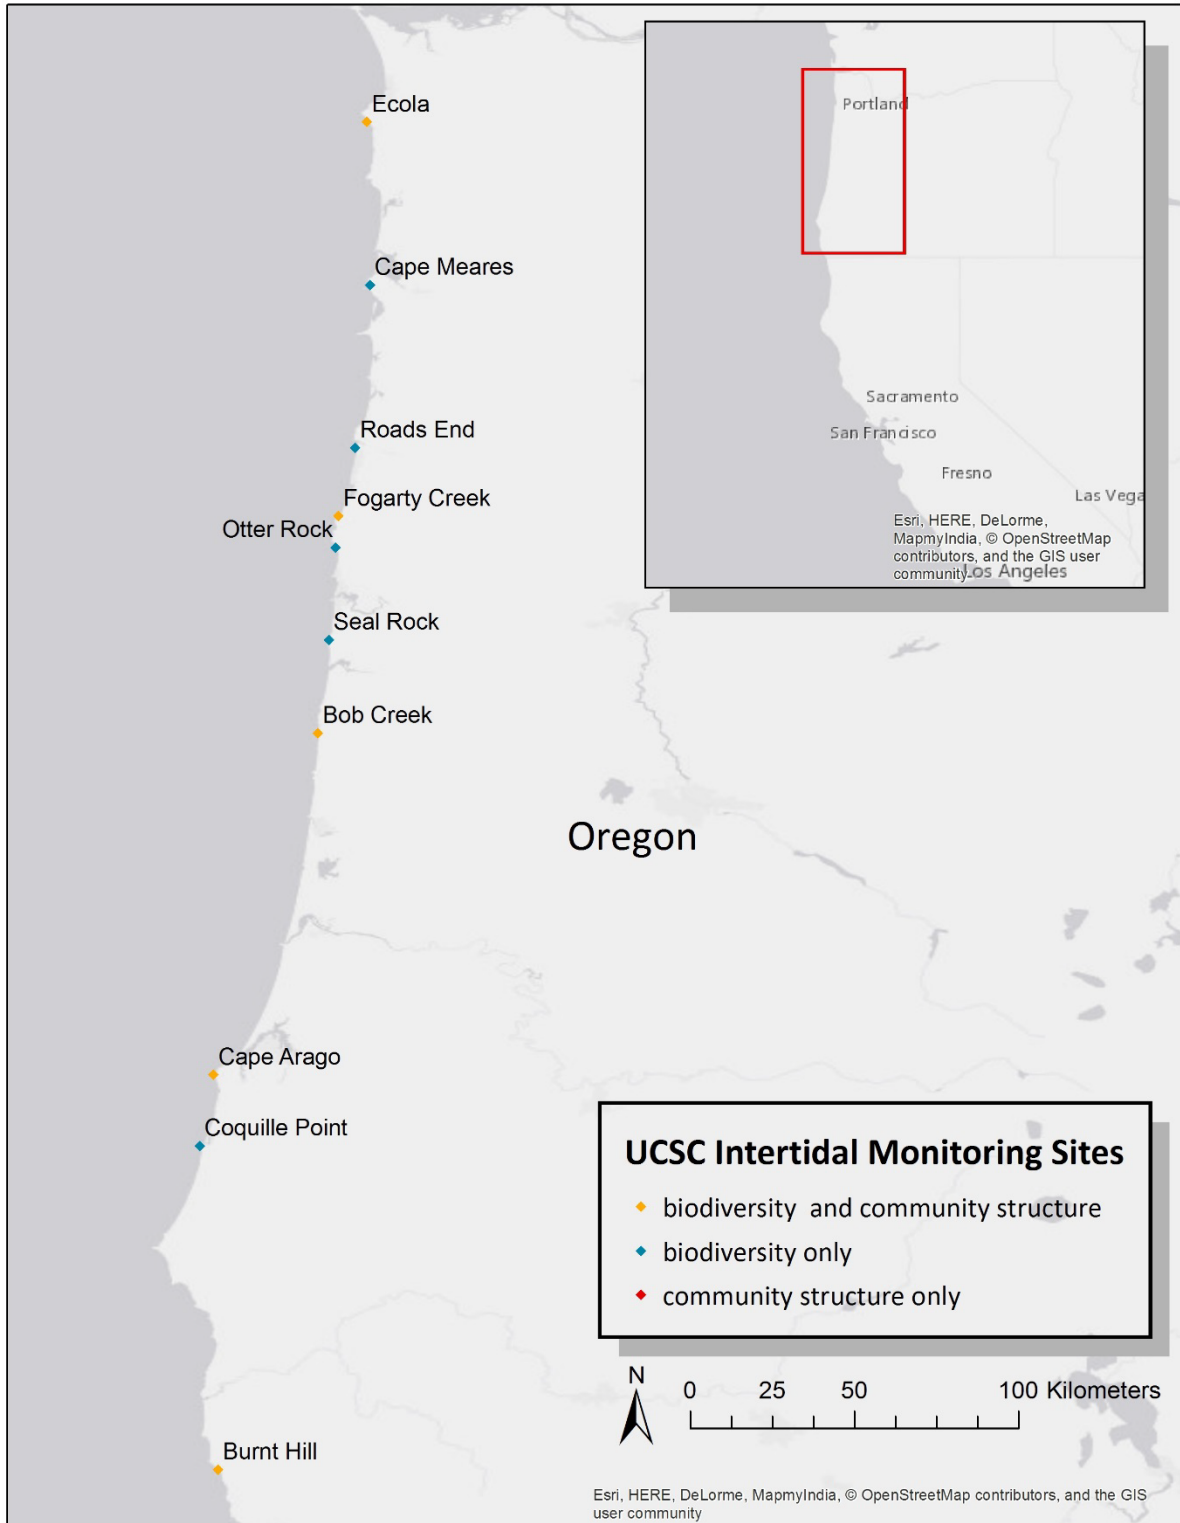 Ecola
Cape Meares
Roads End
Fogarty Creek
Otter Rock
Seal Rock
Bob Creek
Oregon
Cape Arago
Coquille Point
Burnt Hill
Portland
Sacramento
San Francisco
Fresno
Las Vega
Esri, HERE, DeLorme,
MapmyIndia, © OpenStreetMap
contributors, and the GIS user
community
Los Angeles
UCSC Intertidal Monitoring Sites
biodiversity and community structure
biodiversity only
community structure only
N
0 25 50 100 Kilometers
Esri, HERE, DeLorme, MapmyIndia, © OpenStreetMap contributors, and the GIS
user community